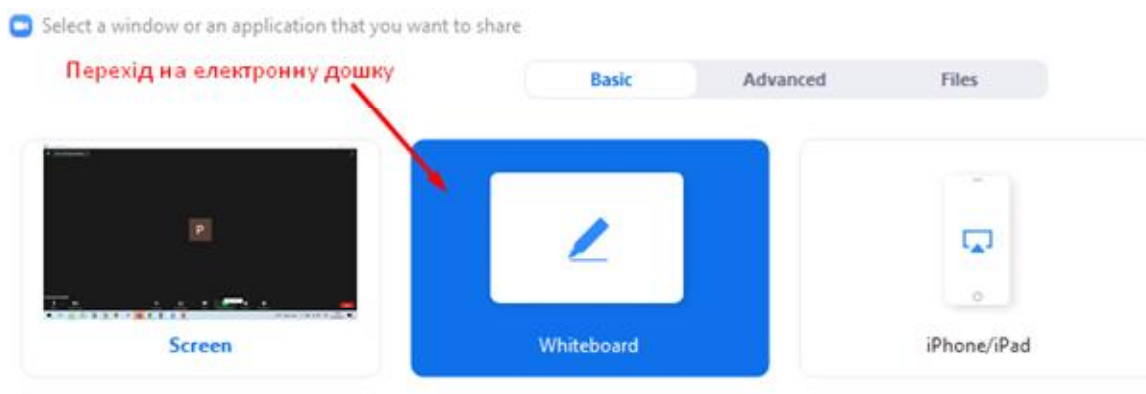 Select a window or an application that you want to share
Перехід на електронну дошку
Basic Advanced Files
P
Screen Whiteboard iPhone/iPad